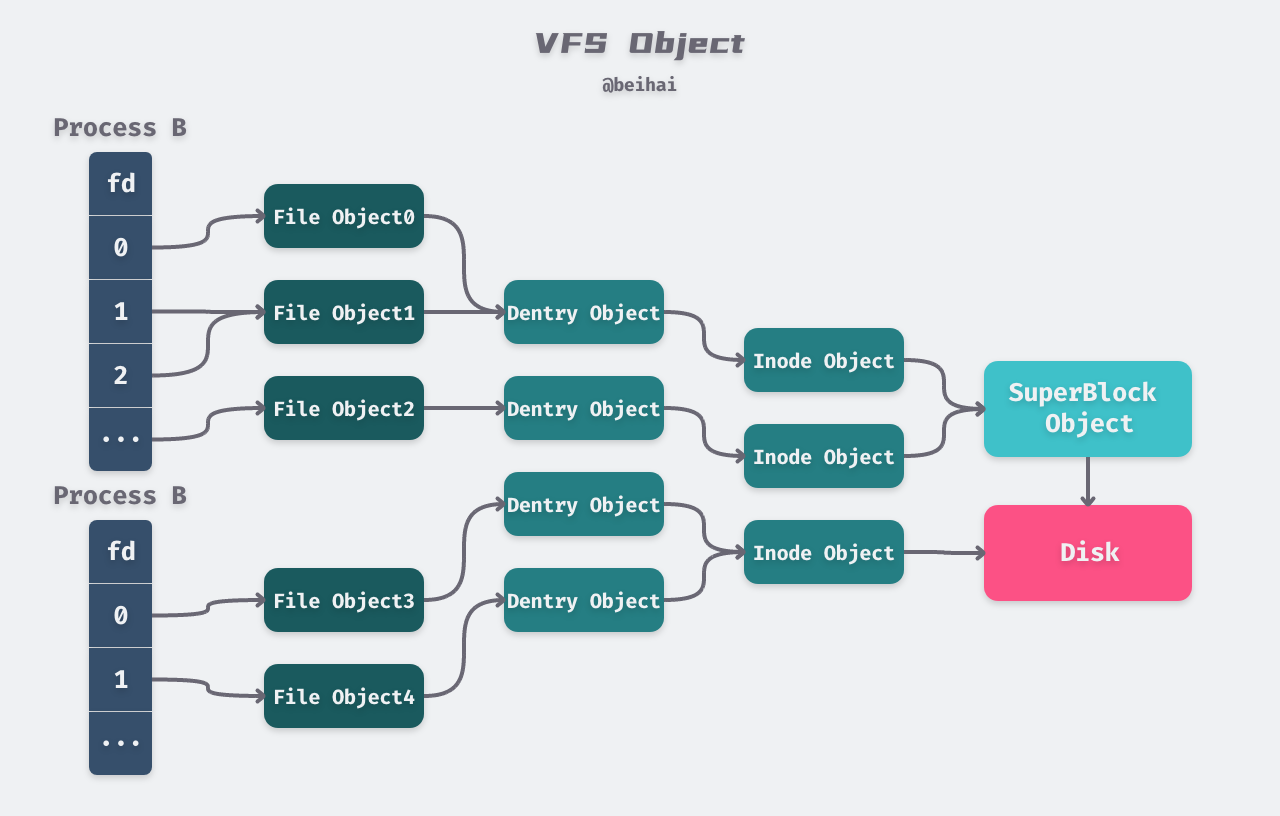 VFS Object
@beihai
Process B
fd
0
1
2
...
File Object0
File Object1
File Object2
Dentry Object
Dentry Object
Inode Object
Inode Object
SuperBlock
Object
Process B
fd
0
1
...
File Object3
File Object4
Dentry Object
Dentry Object
Inode Object
Disk